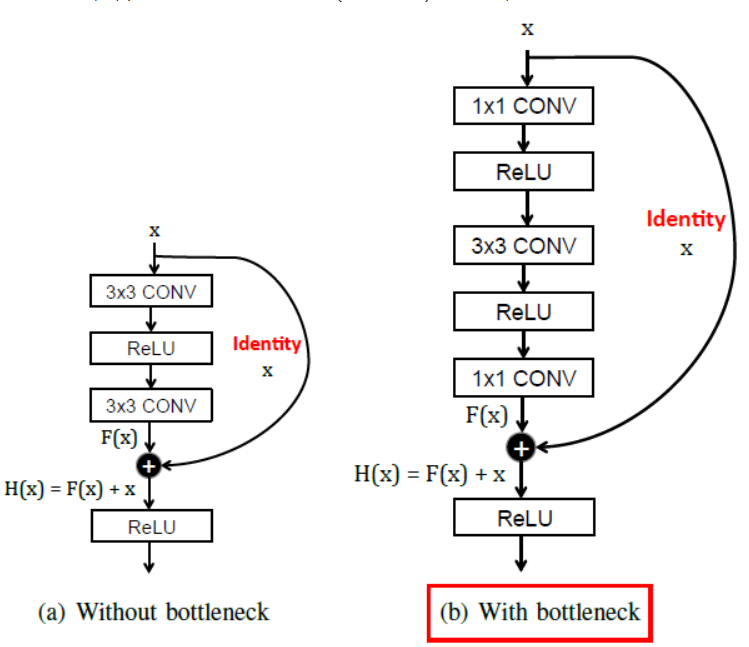 x
3x3 CONV
ReLU
Identity
x
3x3 CONV
F(x)
+
H(x) = F(x) + x
ReLU
(a) Without bottleneck
x
1x1 CONV
ReLU
Identity
x
3x3 CONV
ReLU
1x1 CONV
F(x)
+
H(x) = F(x) + x
ReLU
(b) With bottleneck